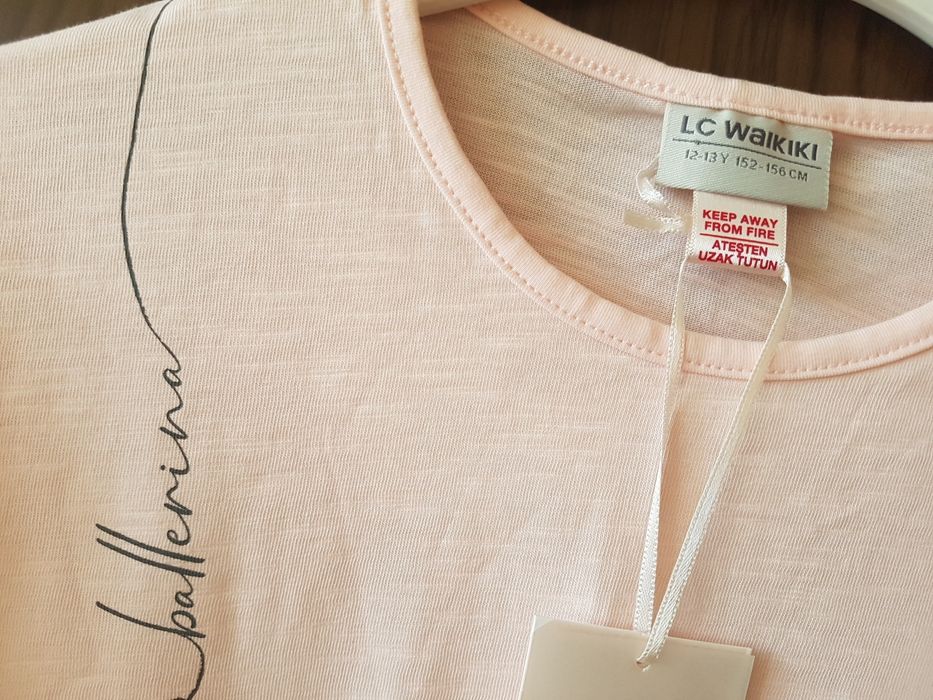 LC WAIKIKI
12-13 Y 152-156 CM
KEEP AWAY
FROM FIRE
ATEŞTEN
UZAK TUTUN
ballerina